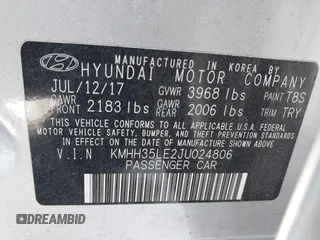 MANUFACTURED IN KOREA BY
HYUNDAI MOTOR COMPANY
JUL/12/17 GVWR 3968 lbs PAINT T8S
GAWR FRONT 2183 lbs GAWR REAR 2006 lbs TRIM TRY
THIS VEHICLE CONFORMS TO ALL APPLICABLE
U.S. FEDERAL MOTOR VEHICLE SAFETY,
BUMPER, AND THEFT PREVENTION STANDARDS
IN EFFECT ON THE DATE OF MANUFACTURE
SHOWN ABOVE.
V.I.N KMHH35LE2JU024806
PASSENGER CAR
DREAMBID